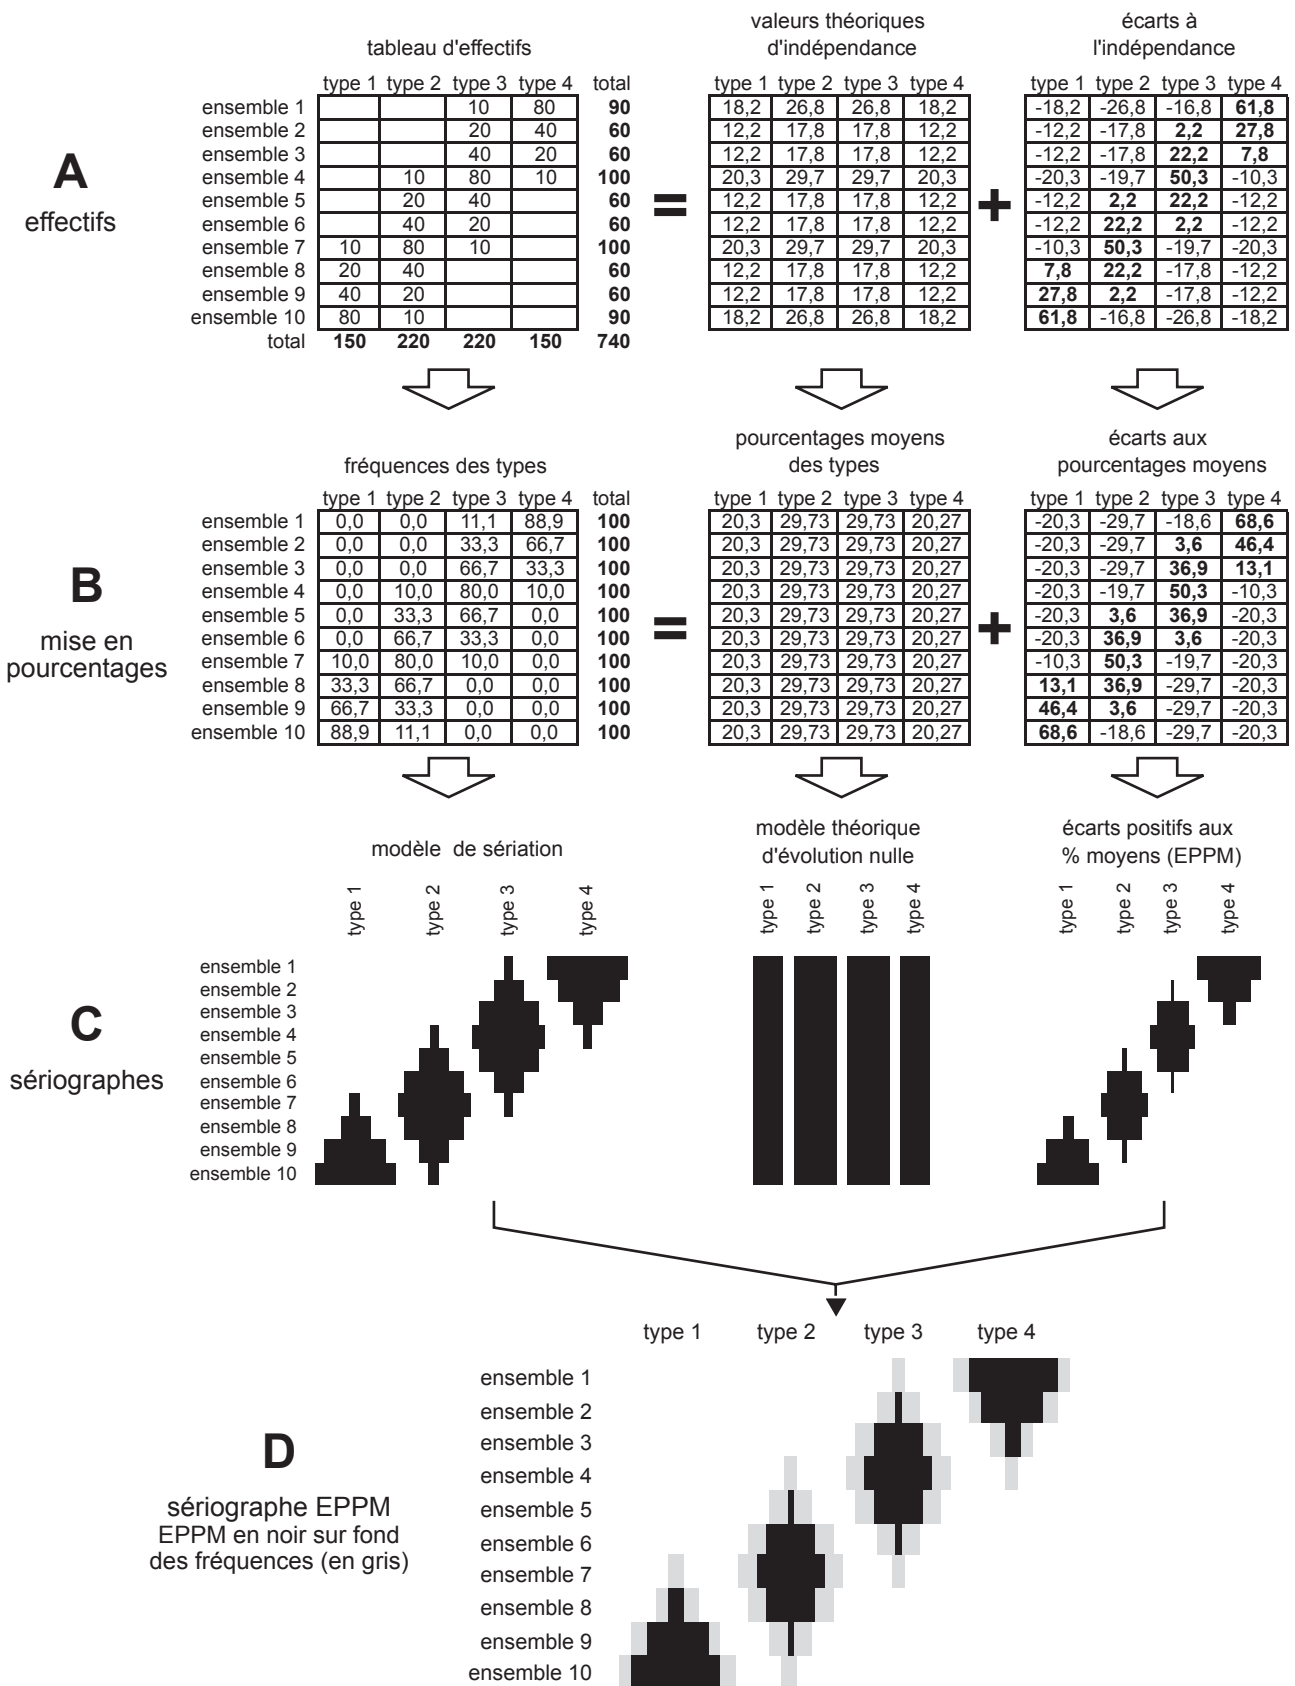 valeurs théoriques écarts à
tableau d'effectifs d'indépendance l'indépendance
type 1 type 2 type 3 type 4 total type 1 type 2 type 3 type 4 type 1 type 2 type 3 type 4
ensemble 1 10 80 90 18,2 26,8 26,8 18,2 -18,2 -26,8 -16,8 61,8
ensemble 2 20 40 60 12,2 17,8 17,8 12,2 -12,2 -17,8 2,2 27,8
ensemble 3 40 20 60 12,2 17,8 17,8 12,2 -12,2 -17,8 22,2 7,8
ensemble 4 10 80 10 100 20,3 29,7 29,7 20,3 -20,3 -19,7 50,3 -10,3
ensemble 5 20 40 60 12,2 17,8 17,8 12,2 -12,2 2,2 22,2 -12,2
ensemble 6 40 20 60 12,2 17,8 17,8 12,2 -12,2 22,2 2,2 -12,2
ensemble 7 10 80 10 100 20,3 29,7 29,7 20,3 -10,3 50,3 -19,7 -20,3
ensemble 8 20 40 60 12,2 17,8 17,8 12,2 7,8 22,2 -17,8 -12,2
ensemble 9 40 20 60 12,2 17,8 17,8 12,2 27,8 2,2 -17,8 -12,2
ensemble 10 80 10 90 18,2 26,8 26,8 18,2 61,8 -16,8 -26,8 -18,2
total 150 220 220 150 740
A
effectifs
= +
pourcentages moyens écarts aux
fréquences des types des types pourcentages moyens
type 1 type 2 type 3 type 4 total type 1 type 2 type 3 type 4 type 1 type 2 type 3 type 4
ensemble 1 0,0 0,0 11,1 88,9 100 20,3 29,73 29,73 20,27 -20,3 -29,7 -18,6 68,6
ensemble 2 0,0 0,0 33,3 66,7 100 20,3 29,73 29,73 20,27 -20,3 -29,7 3,6 46,4
ensemble 3 0,0 0,0 66,7 33,3 100 20,3 29,73 29,73 20,27 -20,3 -29,7 36,9 13,1
ensemble 4 0,0 10,0 80,0 10,0 100 20,3 29,73 29,73 20,27 -20,3 -19,7 50,3 -10,3
ensemble 5 0,0 33,3 66,7 0,0 100 20,3 29,73 29,73 20,27 -20,3 3,6 36,9 -20,3
ensemble 6 0,0 66,7 33,3 0,0 100 20,3 29,73 29,73 20,27 -20,3 36,9 3,6 -20,3
ensemble 7 10,0 80,0 10,0 0,0 100 20,3 29,73 29,73 20,27 -10,3 50,3 -19,7 -20,3
ensemble 8 33,3 66,7 0,0 0,0 100 20,3 29,73 29,73 20,27 13,1 36,9 -29,7 -20,3
ensemble 9 66,7 33,3 0,0 0,0 100 20,3 29,73 29,73 20,27 46,4 3,6 -29,7 -20,3
ensemble 10 88,9 11,1 0,0 0,0 100 20,3 29,73 29,73 20,27 68,6 -18,6 -29,7 -20,3
B
mise en
pourcentages
= +
modèle théorique écarts positifs aux
modèle de sériation d'évolution nulle % moyens (EPPM)
type 1 type 2 type 3 type 4 type 1 type 2 type 3 type 4 type 1 type 2 type 3 type 4
ensemble 1
ensemble 2
ensemble 3
ensemble 4
ensemble 5
ensemble 6
ensemble 7
ensemble 8
ensemble 9
ensemble 10
C
sériographes
type 1 type 2 type 3 type 4
ensemble 1
ensemble 2
ensemble 3
ensemble 4
ensemble 5
ensemble 6
ensemble 7
ensemble 8
ensemble 9
ensemble 10
D
sériographe EPPM
EPPM en noir sur fond
des fréquences (en gris)